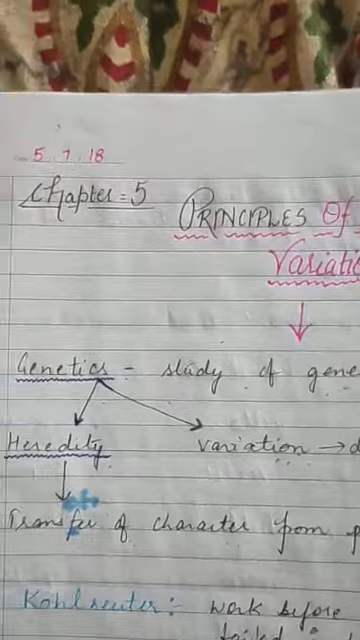 5.7.18
Chapter = 5
PRINCIPLES Of
Variatio
Genetics - study of gene
Heredity
variation → d
Transfer of character from p
Kohlreuter :- work before
failed